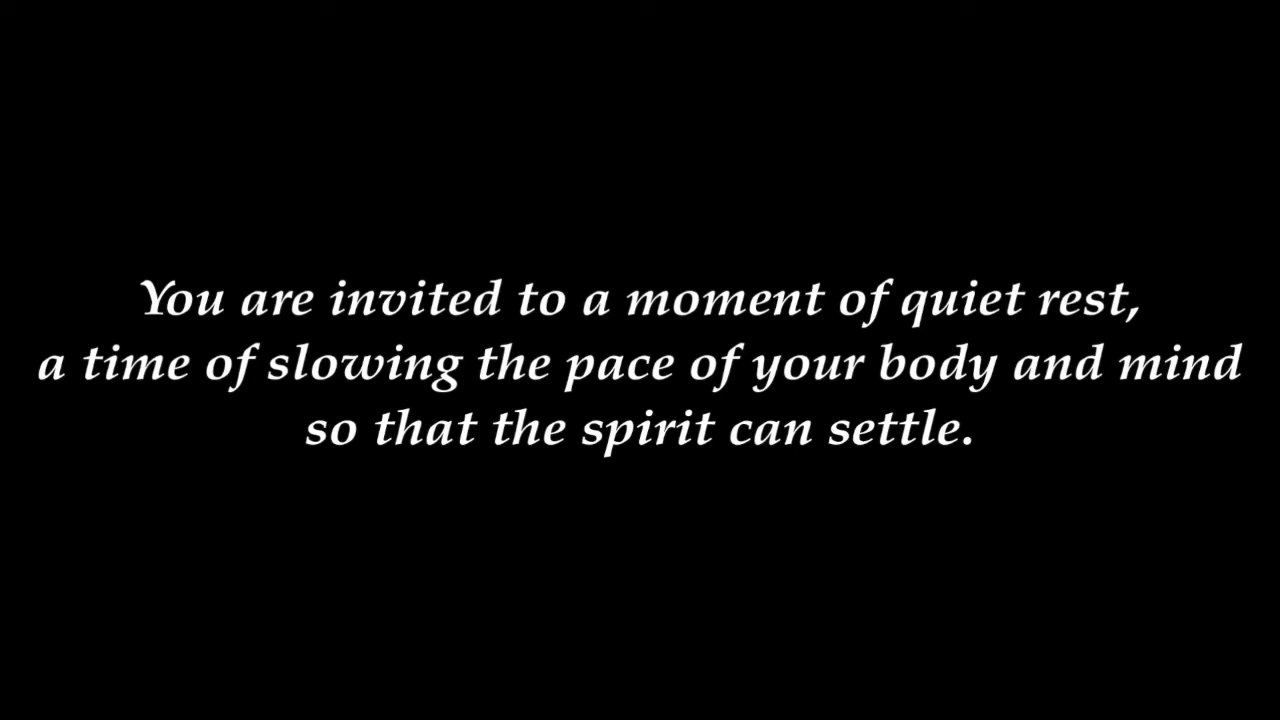 You are invited to a moment of quiet rest,
a time of slowing the pace of your body and mind
so that the spirit can settle.